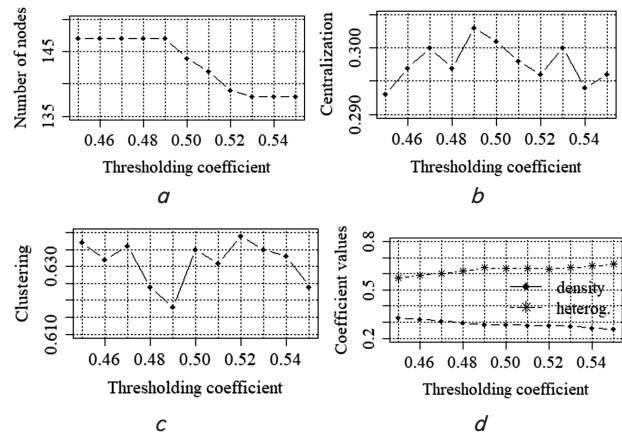 Number of nodes
145
135
0.46 0.48 0.50 0.52 0.54
Thresholding coefficient
a
Centralization
0.300
0.290
0.46 0.48 0.50 0.52 0.54
Thresholding coefficient
b
Clustering
0.630
0.610
0.46 0.48 0.50 0.52 0.54
Thresholding coefficient
c
Coefficient values
0.8
0.5
0.2
density
heterog.
0.46 0.48 0.50 0.52 0.54
Thresholding coefficient
d